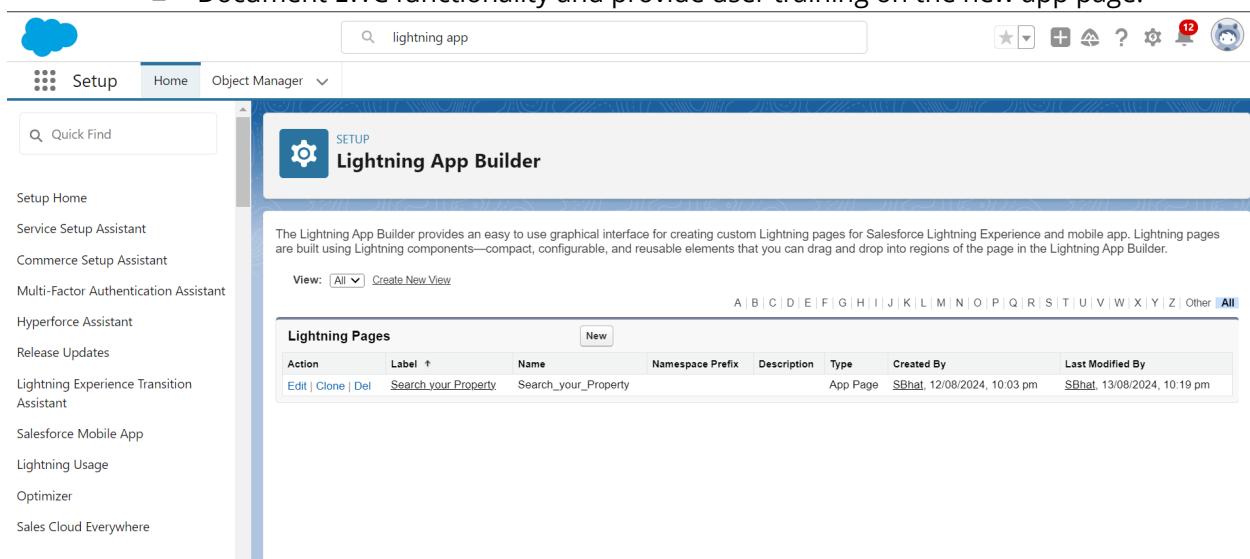 Document LWC functionality and provide user training on the new app page.
lightning app
12
Setup Home Object Manager
Quick Find
Setup Home
Service Setup Assistant
Commerce Setup Assistant
Multi-Factor Authentication Assistant
Hyperforce Assistant
Release Updates
Lightning Experience Transition
Assistant
Salesforce Mobile App
Lightning Usage
Optimizer
Sales Cloud Everywhere
SETUP
Lightning App Builder
The Lightning App Builder provides an easy to use graphical interface for creating custom Lightning pages for Salesforce Lightning Experience and mobile app. Lightning pages
are built using Lightning components—compact, configurable, and reusable elements that you can drag and drop into regions of the page in the Lightning App Builder.
View: All Create New View
A | B | C | D | E | F | G | H | I | J | K | L | M | N | O | P | Q | R | S | T | U | V | W | X | Y | Z | Other All
Lightning Pages New
Action Label ↑ Name Namespace Prefix Description Type Created By Last Modified By
Edit | Clone | Del Search your Property Search_your_Property App Page SBhat, 12/08/2024, 10:03 pm SBhat, 13/08/2024, 10:19 pm